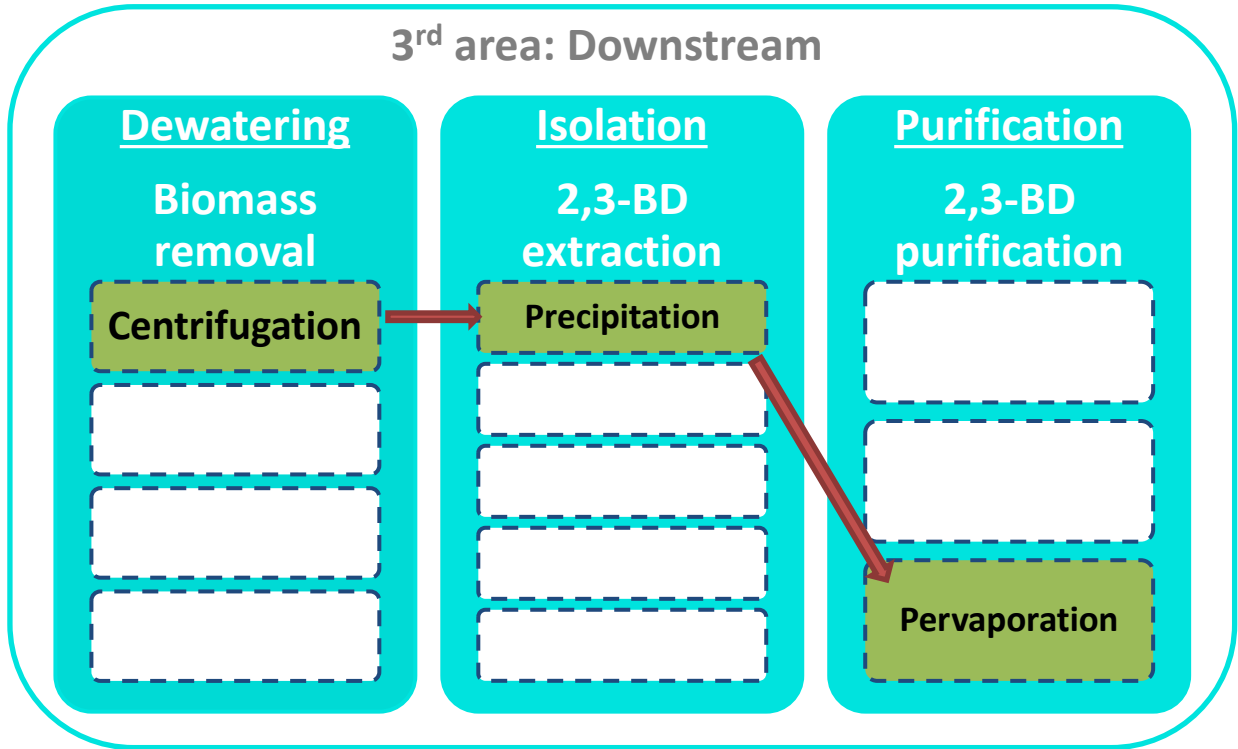 3rd area: Downstream
Dewatering
Biomass
removal
Centrifugation
Isolation
2,3-BD
extraction
Precipitation
Purification
2,3-BD
purification
Pervaporation